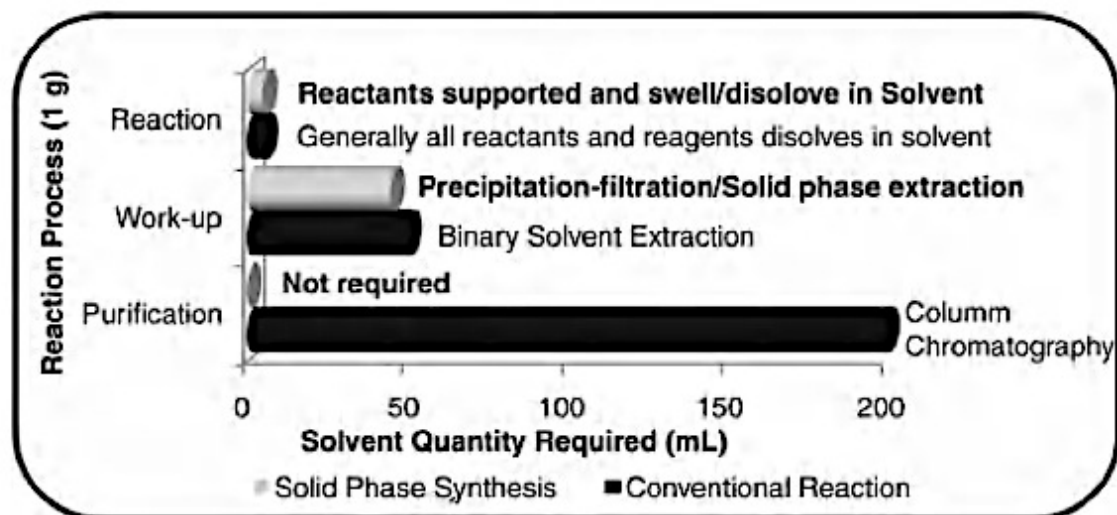 Reaction Process (1 g)
Reaction
Reactants supported and swell/disolove in Solvent
Generally all reactants and reagents disolves in solvent
Work-up
Precipitation-filtration/Solid phase extraction
Binary Solvent Extraction
Purification
Not required
Columm
Chromatography
0 50 100 150 200
Solvent Quantity Required (mL)
Solid Phase Synthesis Conventional Reaction